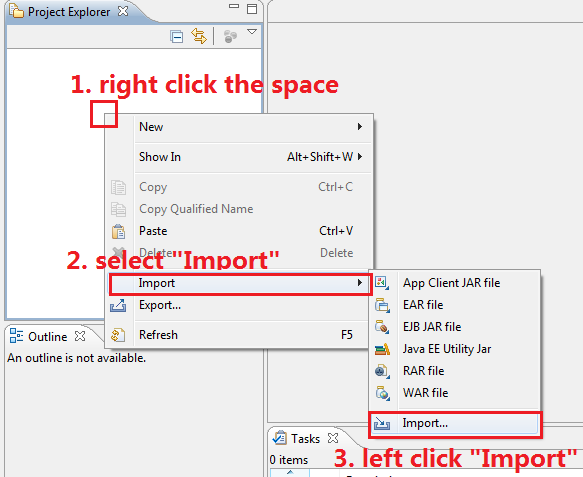 Project Explorer
1. right click the space
New
Show In Alt+Shift+W
Copy Ctrl+C
Copy Qualified Name
Paste Ctrl+V
Delete Delete
2. select "Import"
Import
Export...
Refresh F5
App Client JAR file
EAR file
EJB JAR file
Java EE Utility Jar
RAR file
WAR file
Import...
Outline
An outline is not available.
Tasks
3. left click "Import"
0 items